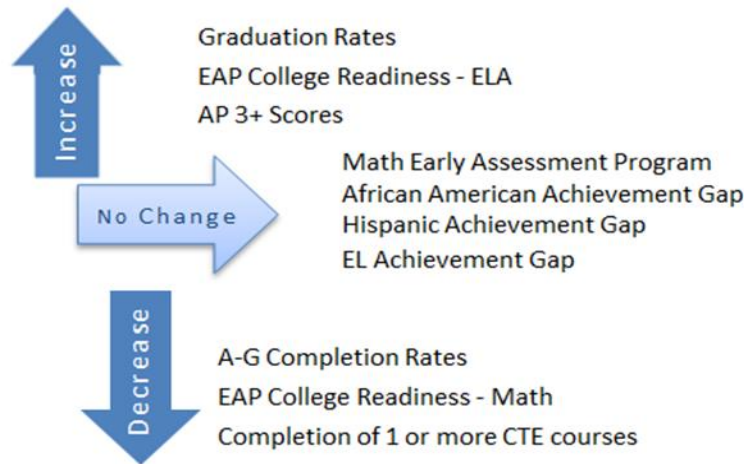 Increase
Graduation Rates
EAP College Readiness - ELA
AP 3+ Scores
No Change
Math Early Assessment Program
African American Achievement Gap
Hispanic Achievement Gap
EL Achievement Gap
Decrease
A-G Completion Rates
EAP College Readiness - Math
Completion of 1 or more CTE courses